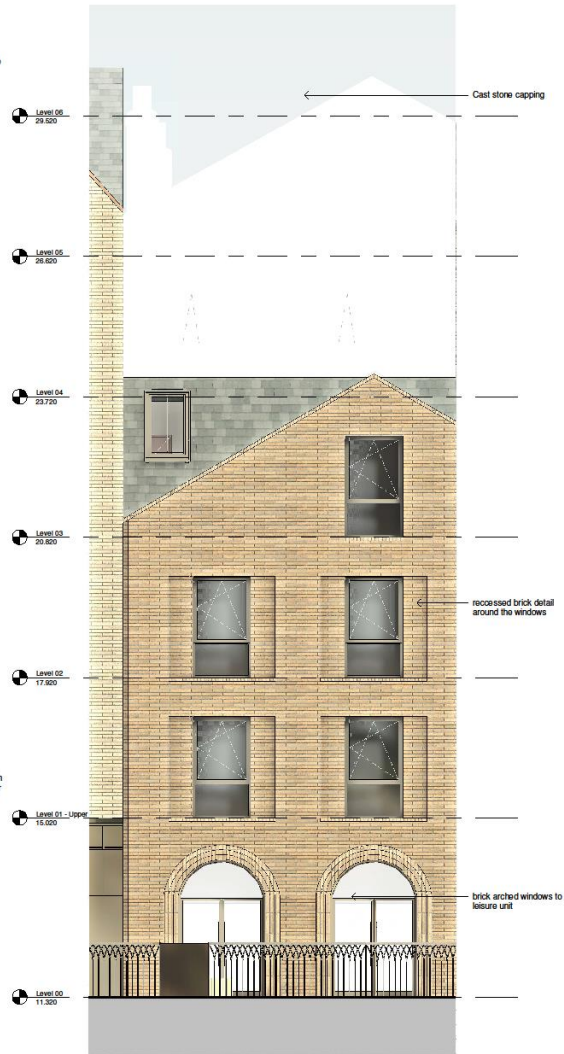 Cast stone capping
Level 06
29.520
Level 05
26.620
Level 04
23.720
Level 03
20.820
reccessed brick detail
around the windows
Level 02
17.920
Level 01 - Upper
15.020
brick arched windows to
leisure unit
Level 00
11.320